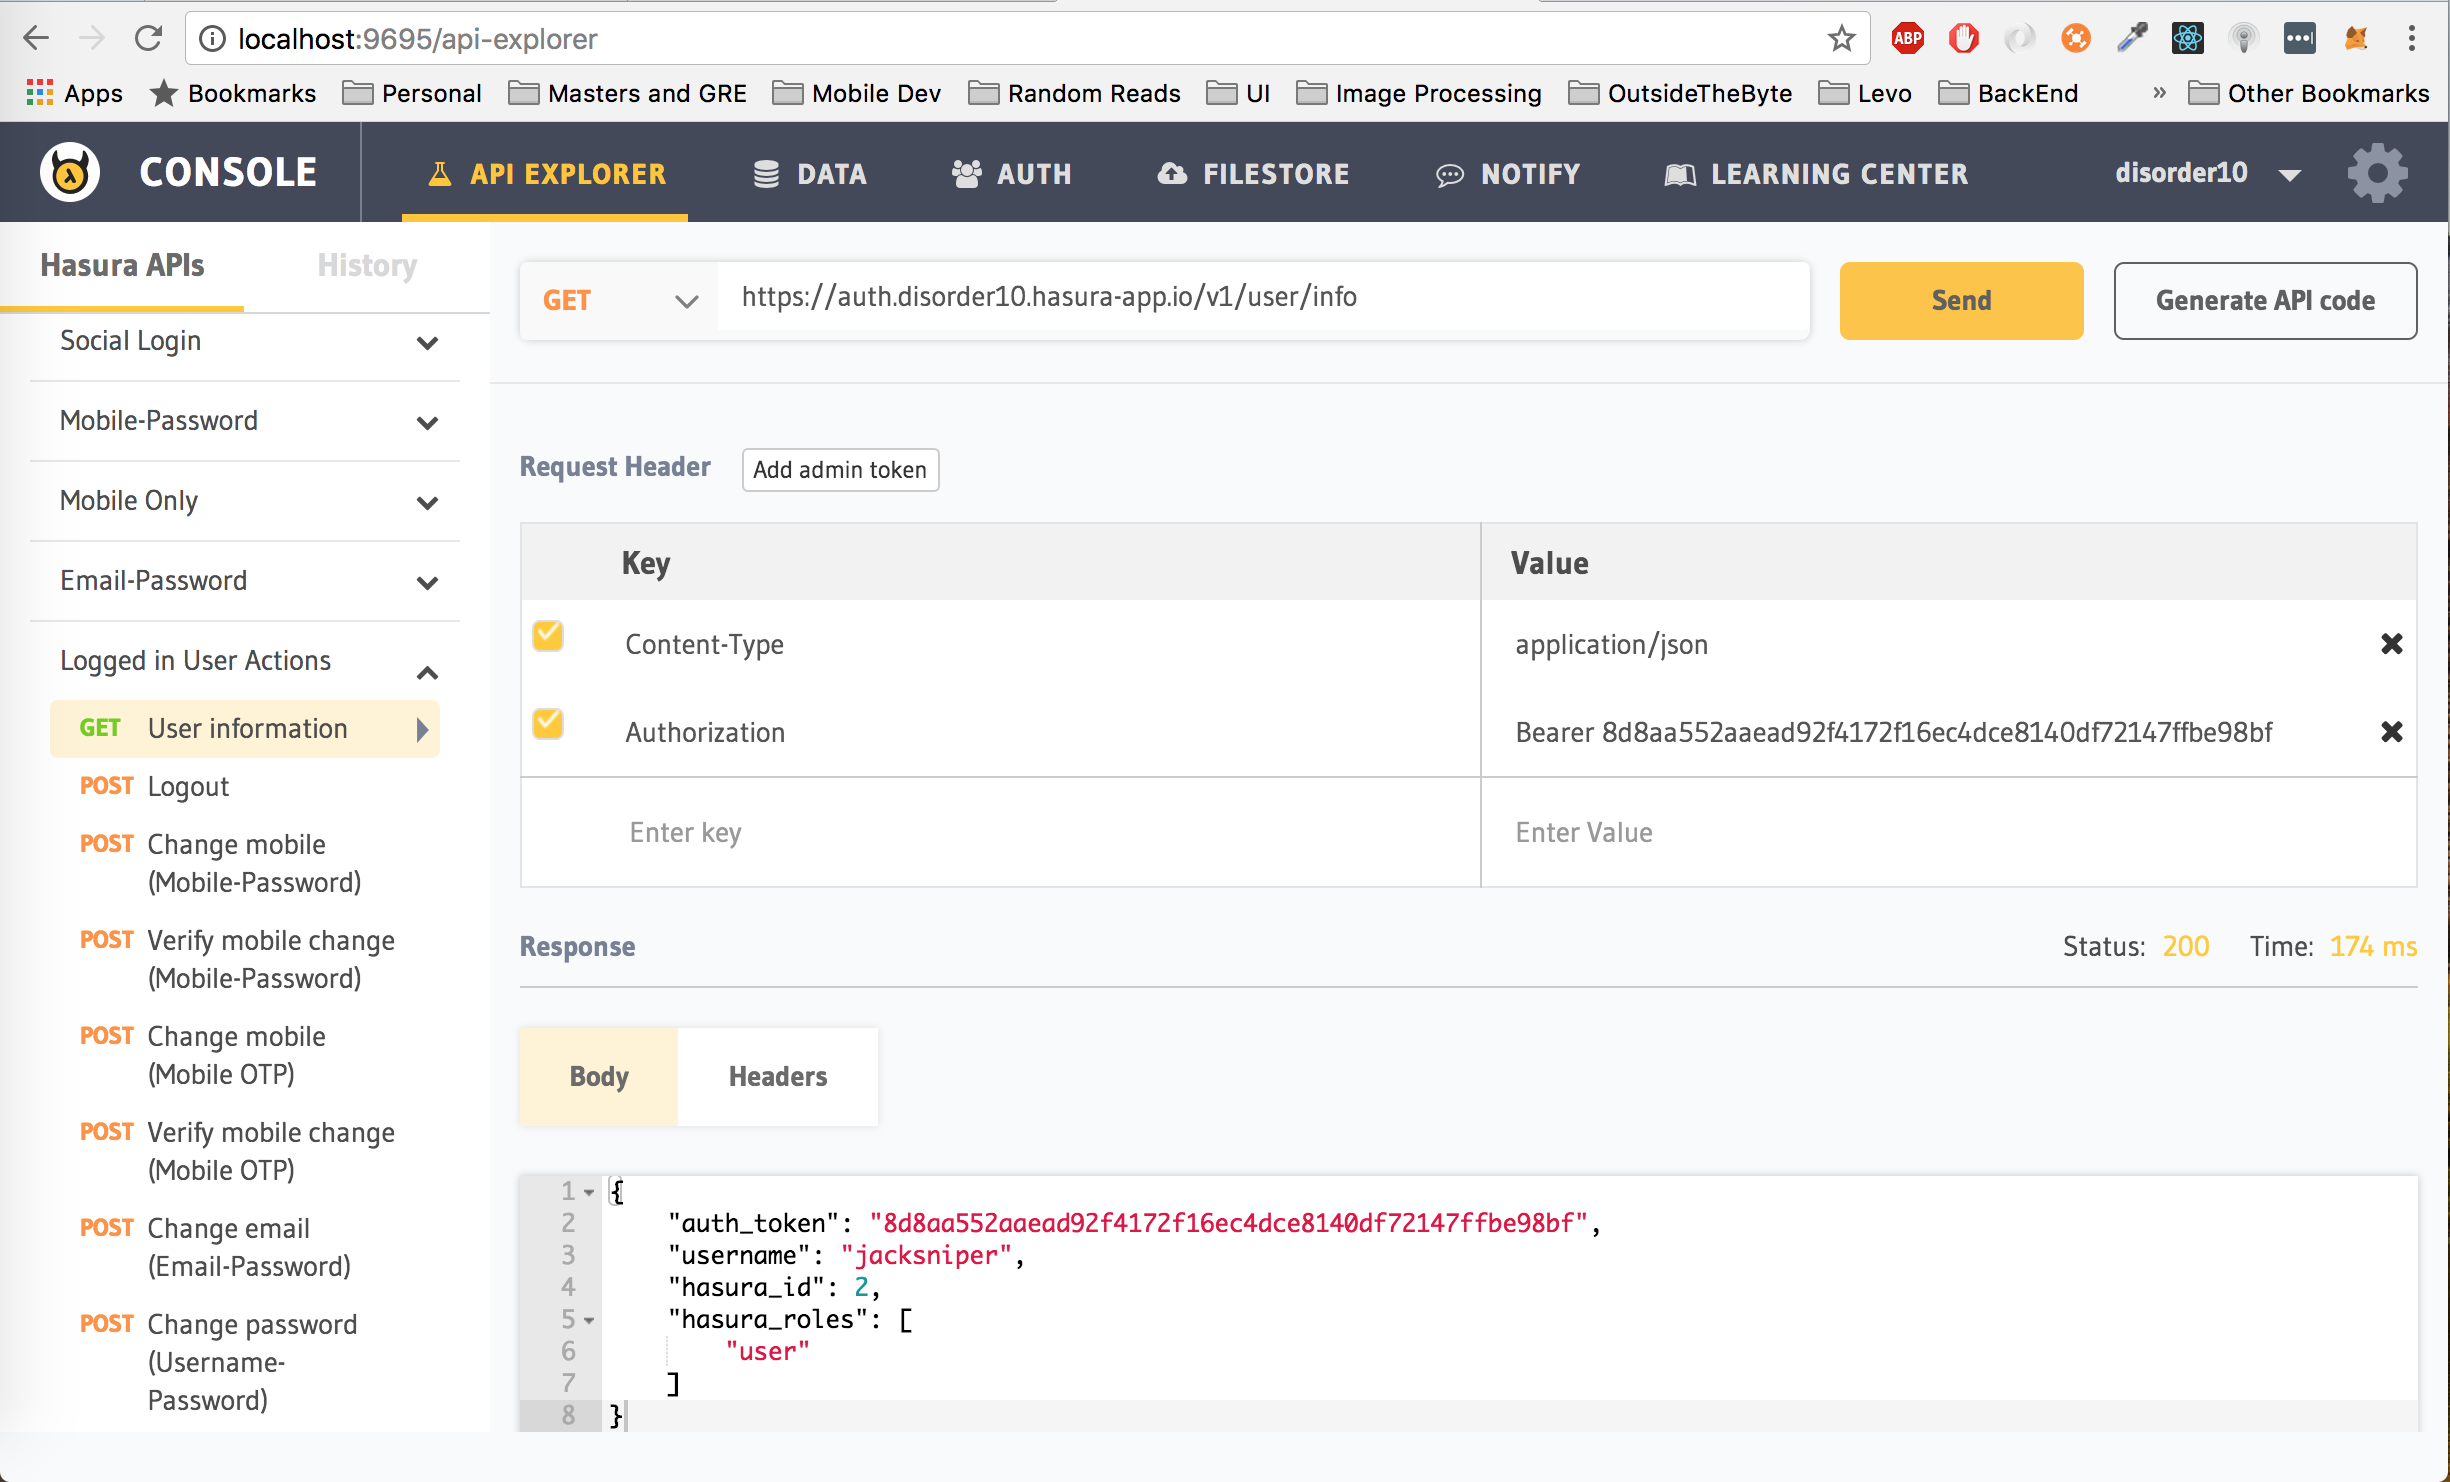 localhost:9695/api-explorer
ABP
Apps Bookmarks Personal Masters and GRE Mobile Dev Random Reads UI Image Processing OutsideTheByte Levo BackEnd » Other Bookmarks
CONSOLE API EXPLORER DATA AUTH FILESTORE NOTIFY LEARNING CENTER disorder10
Hasura APIs History
GET https://auth.disorder10.hasura-app.io/v1/user/info Send Generate API code
Social Login
Mobile-Password
Mobile Only
Email-Password
Logged in User Actions
GET User information
POST Logout
POST Change mobile
(Mobile-Password)
POST Verify mobile change
(Mobile-Password)
POST Change mobile
(Mobile OTP)
POST Verify mobile change
(Mobile OTP)
POST Change email
(Email-Password)
POST Change password
(Username-
Password)
Request Header Add admin token
Key Value
Content-Type application/json
Authorization Bearer 8d8aa552aaead92f4172f16ec4dce8140df72147ffbe98bf
Enter key Enter Value
Response Status: 200 Time: 174 ms
Body Headers
1 {
2 "auth_token": "8d8aa552aaead92f4172f16ec4dce8140df72147ffbe98bf",
3 "username": "jacksniper",
4 "hasura_id": 2,
5 "hasura_roles": [
6 "user"
7 ]
8 }